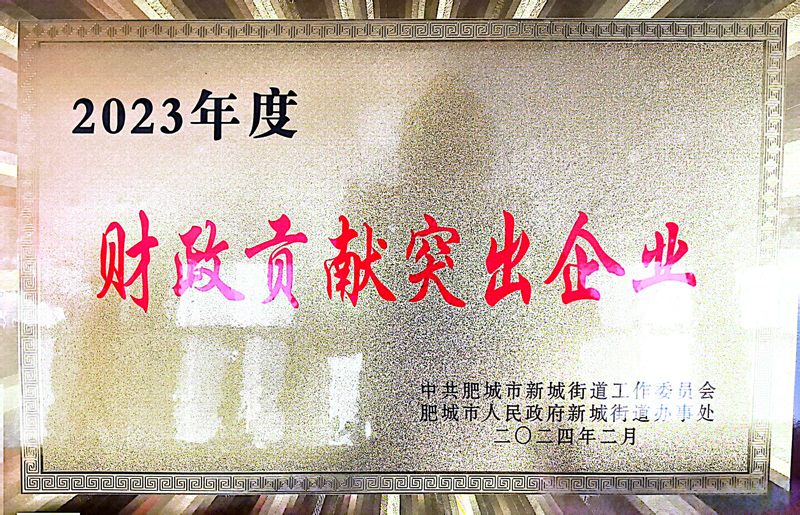 2023年度
财政贡献突出企业
中共肥城市新城街道工作委员会
肥城市人民政府新城街道办事处
二〇二四年二月